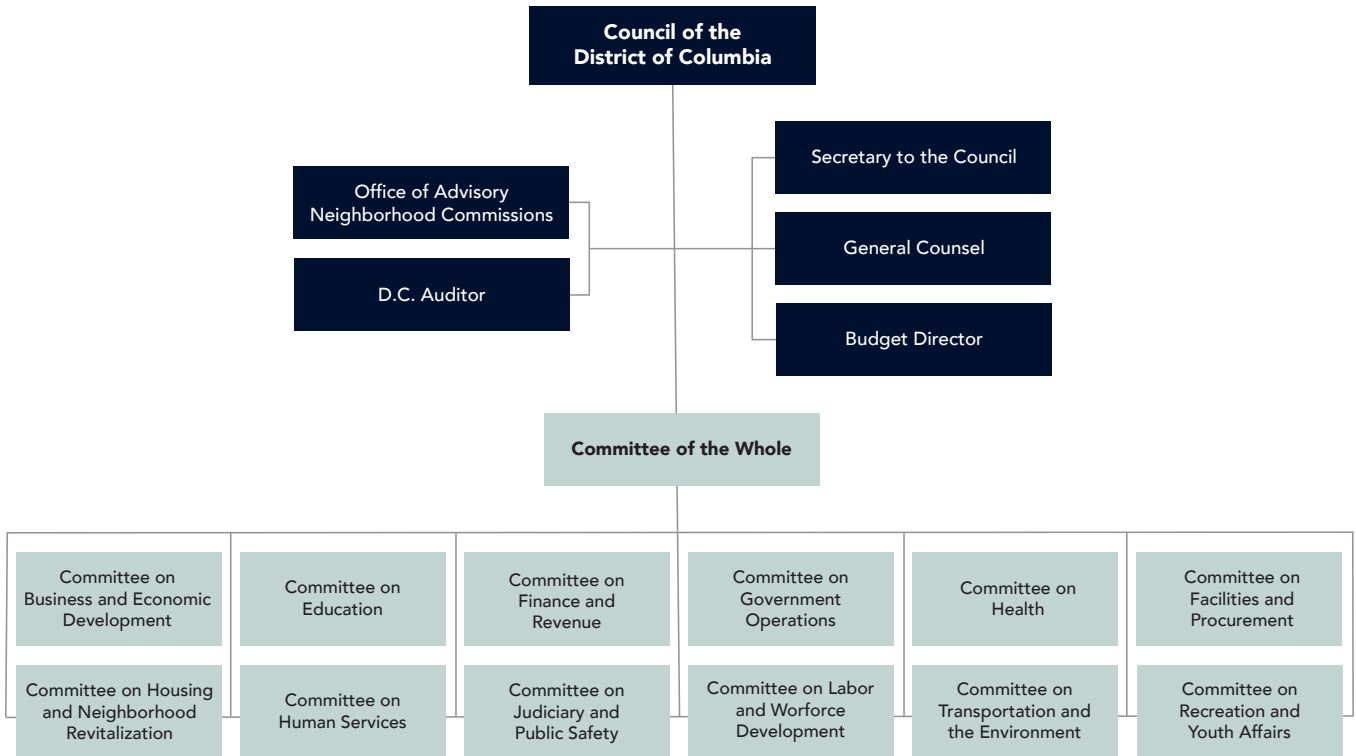 Council of the
District of Columbia
Secretary to the Council
Office of Advisory
Neighborhood Commissions
General Counsel
D.C. Auditor
Budget Director
Committee of the Whole
Committee on
Business and Economic
Development
Committee on
Education
Committee on
Finance and
Revenue
Committee on
Government
Operations
Committee on
Health
Committee on
Facilities and
Procurement
Committee on Housing
and Neighborhood
Revitalization
Committee on
Human Services
Committee on
Judiciary and
Public Safety
Committee on Labor
and Worforce
Development
Committee on
Transportation and
the Environment
Committee on
Recreation and
Youth Affairs